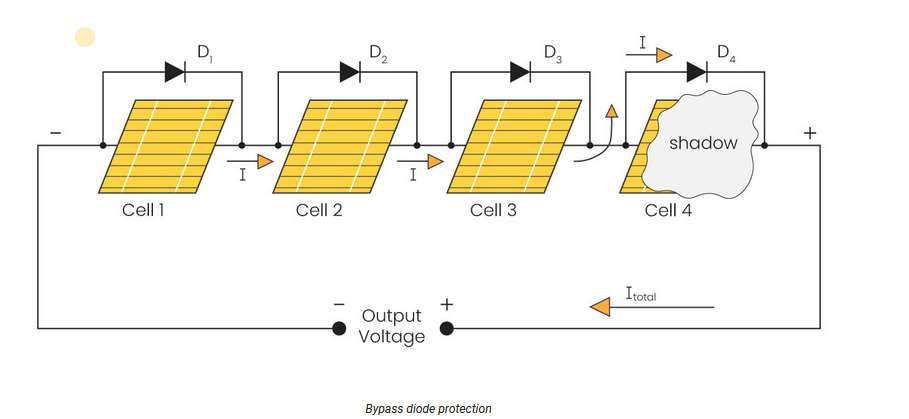 I
D1
D2
D3
D4
−
shadow
+
I
I
Cell 1
Cell 2
Cell 3
Cell 4
Itotal
− Output +
Voltage
Bypass diode protection